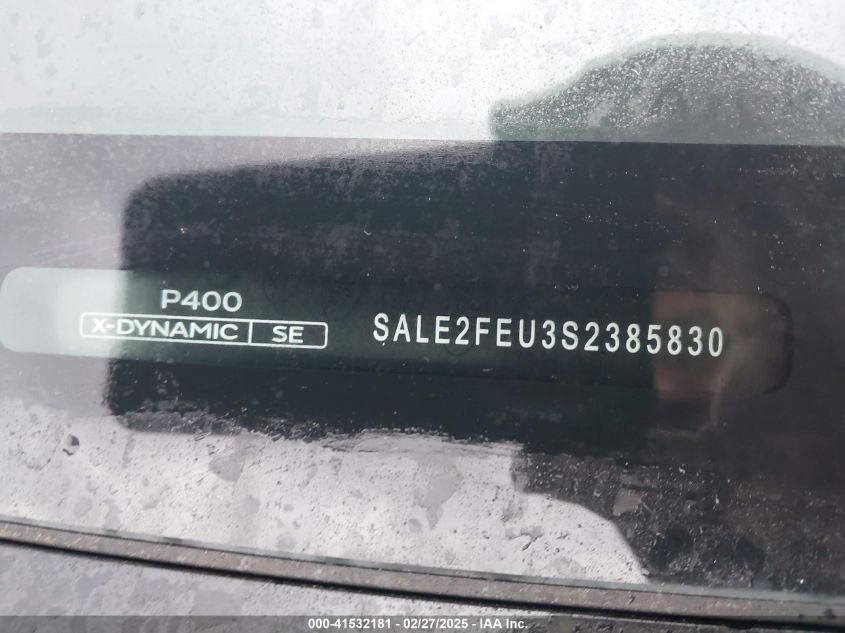 P400
X-DYNAMIC SE
SALE2FEU3S2385830
000-41532181 - 02/27/2025 - IAA Inc.